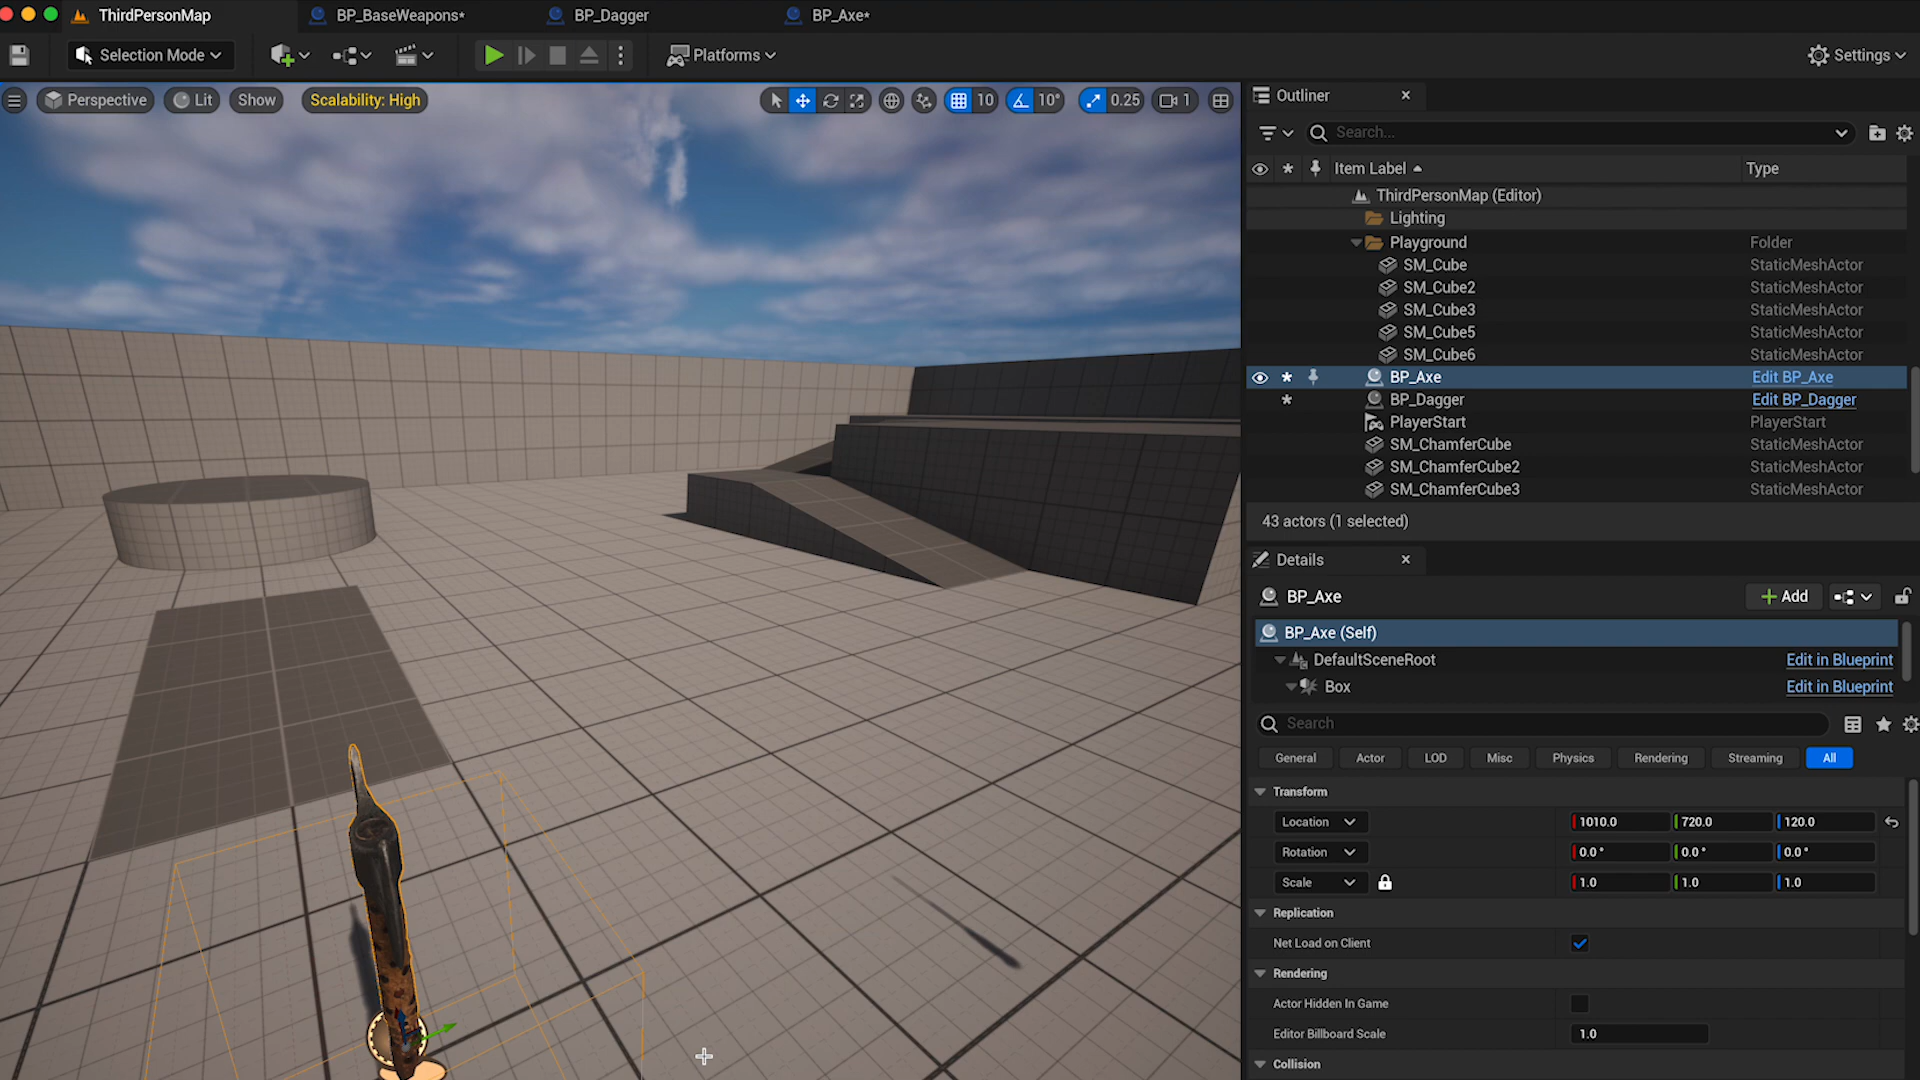 ThirdPersonMap
BP_BaseWeapons*
BP_Dagger
BP_Axe*
Selection Mode
Platforms
Settings
Perspective
Lit
Show
Scalability: High
10
10°
0.25
1
Outliner
Search...
Item Label
Type
ThirdPersonMap (Editor)
Lighting
Playground Folder
SM_Cube StaticMeshActor
SM_Cube2 StaticMeshActor
SM_Cube3 StaticMeshActor
SM_Cube5 StaticMeshActor
SM_Cube6 StaticMeshActor
BP_Axe Edit BP_Axe
BP_Dagger Edit BP_Dagger
PlayerStart PlayerStart
SM_ChamferCube StaticMeshActor
SM_ChamferCube2 StaticMeshActor
SM_ChamferCube3 StaticMeshActor
43 actors (1 selected)
Details
BP_Axe
Add
BP_Axe (Self)
DefaultSceneRoot Edit in Blueprint
Box Edit in Blueprint
Search
General Actor LOD Misc Physics Rendering Streaming All
Transform
Location 1010.0 720.0 120.0
Rotation 0.0° 0.0° 0.0°
Scale 1.0 1.0 1.0
Replication
Net Load on Client
Rendering
Actor Hidden In Game
Editor Billboard Scale 1.0
Collision